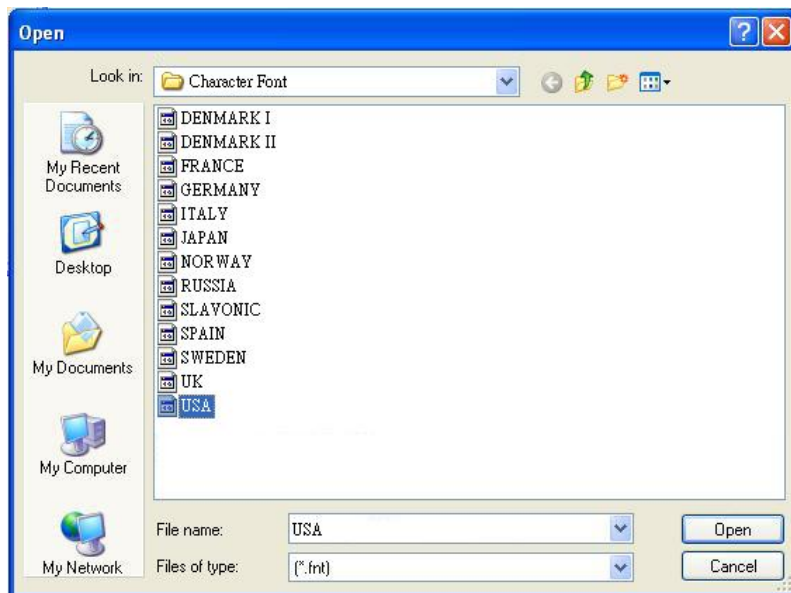 Open
Look in: Character Font
My Recent
Documents
Desktop
My Documents
My Computer
My Network
DENMARK I
DENMARK II
FRANCE
GERMANY
ITALY
JAPAN
NORWAY
RUSSIA
SLAVONIC
SPAIN
SWEDEN
UK
USA
File name: USA Open
Files of type: (*.fnt) Cancel